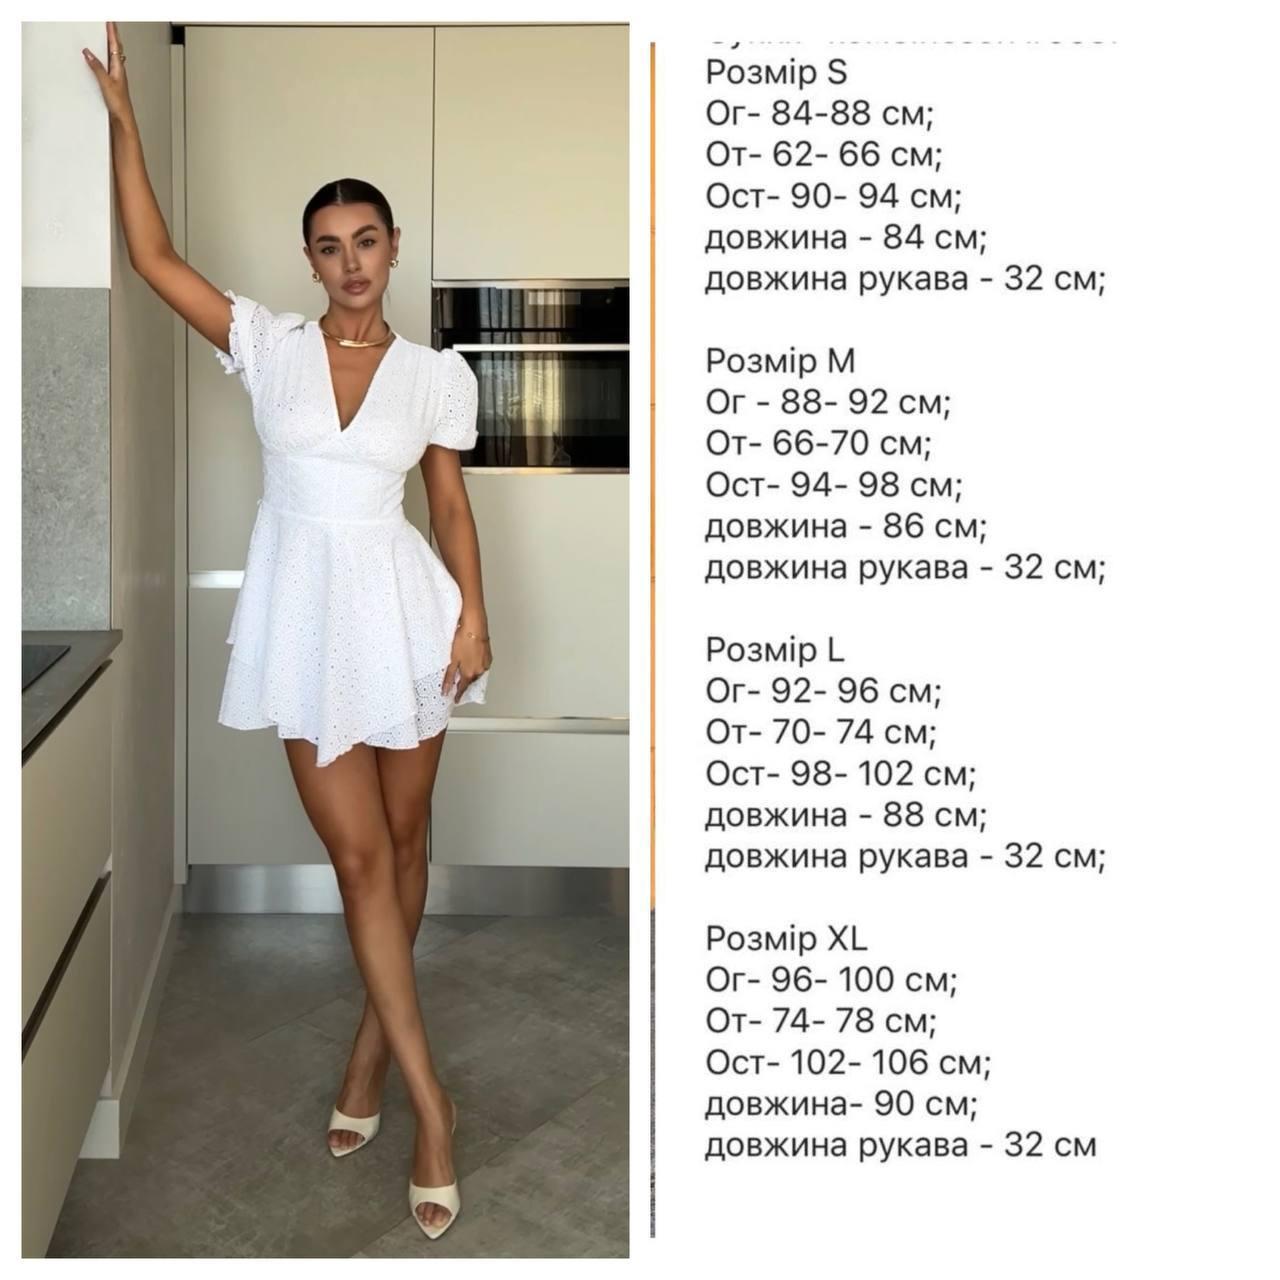 Розмір S
Ог- 84-88 см;
От- 62- 66 см;
Ост- 90- 94 см;
довжина - 84 см;
довжина рукава - 32 см;
Розмір M
Ог - 88- 92 см;
От- 66-70 см;
Ост- 94- 98 см;
довжина - 86 см;
довжина рукава - 32 см;
Розмір L
Ог- 92- 96 см;
От- 70- 74 см;
Ост- 98- 102 см;
довжина - 88 см;
довжина рукава - 32 см;
Розмір XL
Ог- 96- 100 см;
От- 74- 78 см;
Ост- 102- 106 см;
довжина- 90 см;
довжина рукава - 32 см